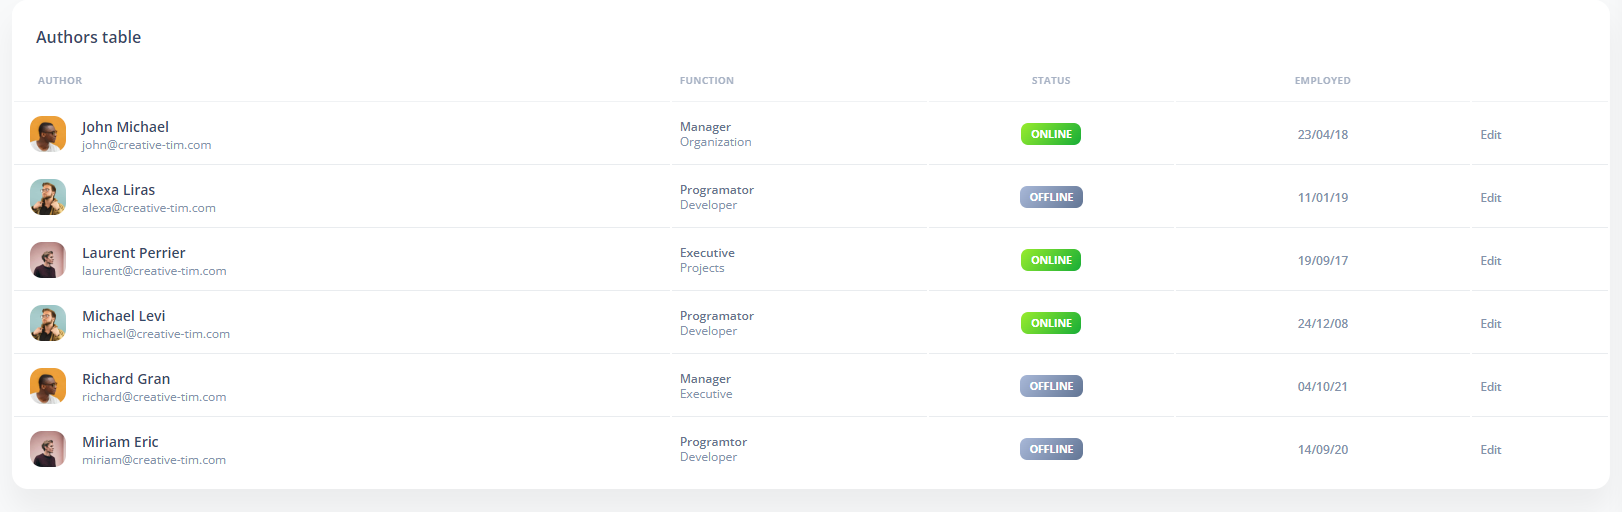 Authors table
AUTHOR FUNCTION STATUS EMPLOYED
John Michael
john@creative-tim.com
Manager
Organization
ONLINE
23/04/18
Edit
Alexa Liras
alexa@creative-tim.com
Programator
Developer
OFFLINE
11/01/19
Edit
Laurent Perrier
laurent@creative-tim.com
Executive
Projects
ONLINE
19/09/17
Edit
Michael Levi
michael@creative-tim.com
Programator
Developer
ONLINE
24/12/08
Edit
Richard Gran
richard@creative-tim.com
Manager
Executive
OFFLINE
04/10/21
Edit
Miriam Eric
miriam@creative-tim.com
Programtor
Developer
OFFLINE
14/09/20
Edit